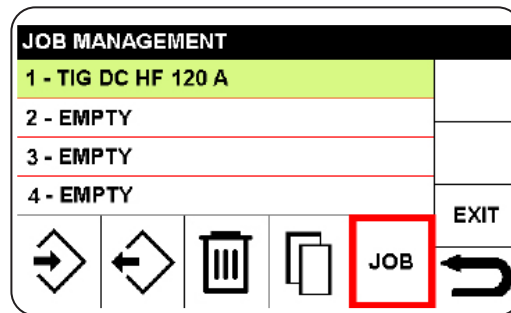 JOB MANAGEMENT
1 - TIG DC HF 120 A
2 - EMPTY
3 - EMPTY
4 - EMPTY
EXIT
JOB